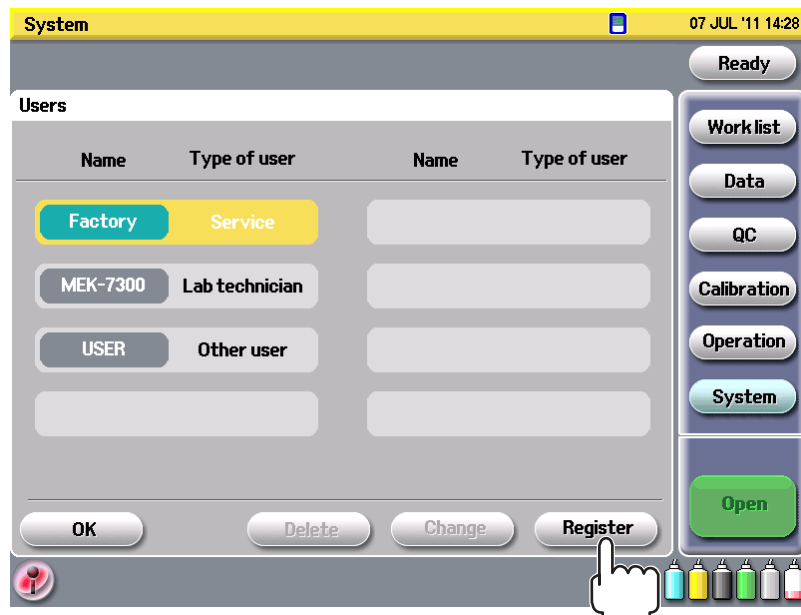 System 07 JUL '11 14:28
Ready
Users
Name Type of user Name Type of user
Factory Service
MEK-7300 Lab technician
USER Other user
OK Delete Change Register
Work list
Data
QC
Calibration
Operation
System
Open